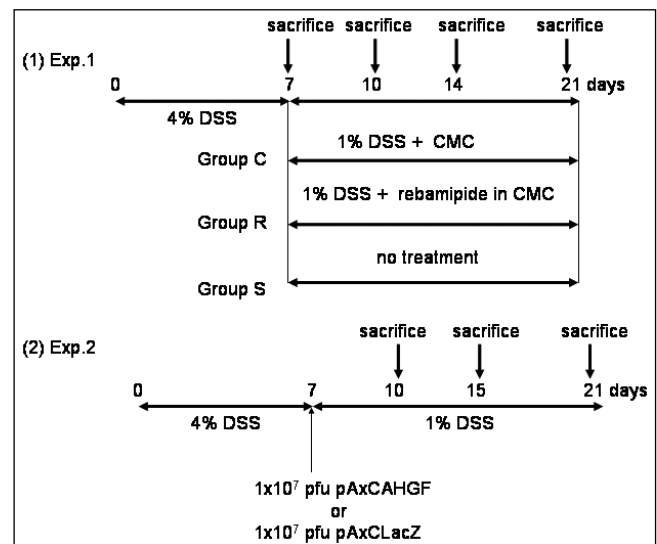 sacrifice sacrifice sacrifice sacrifice
(1) Exp.1
0 7 10 14 21 days
4% DSS
1% DSS + CMC
Group C
1% DSS + rebamipide in CMC
Group R
no treatment
Group S
sacrifice sacrifice sacrifice
(2) Exp.2
0 7 10 15 21 days
4% DSS 1% DSS
1x10⁷ pfu pAxCAHGF
or
1x10⁷ pfu pAxCLacZ